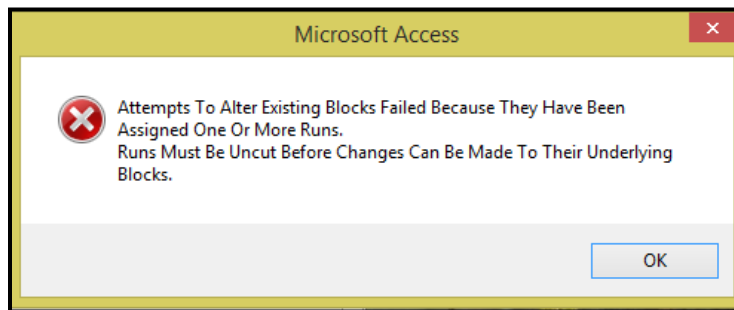 Microsoft Access
Attempts To Alter Existing Blocks Failed Because They Have Been
Assigned One Or More Runs.
Runs Must Be Uncut Before Changes Can Be Made To Their Underlying
Blocks.
OK